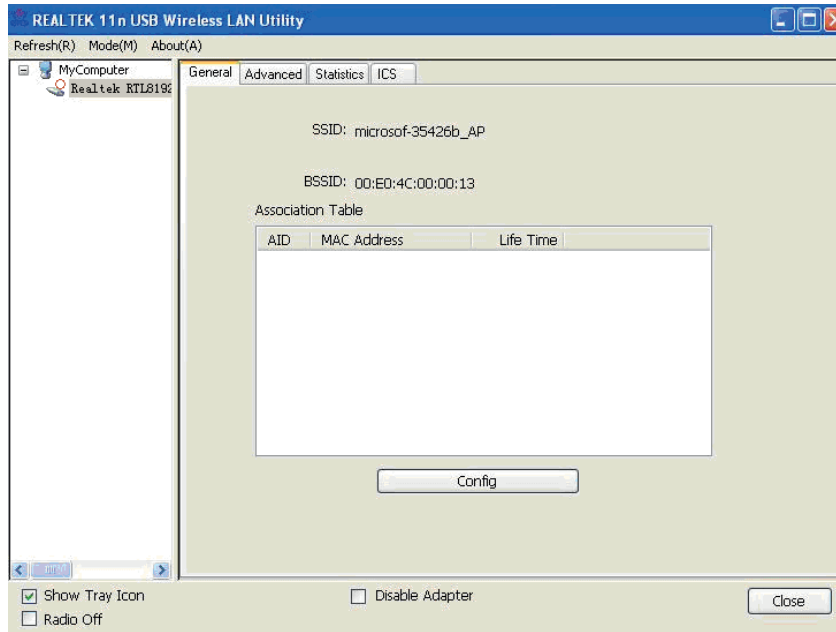 REALTEK 11n USB Wireless LAN Utility
Refresh(R) Mode(M) About(A)
MyComputer
Realtek RTL8192
General Advanced Statistics ICS
SSID: microsof-35426b_AP
BSSID: 00:E0:4C:00:00:13
Association Table
AID MAC Address Life Time
Config
Show Tray Icon
Disable Adapter
Radio Off
Close